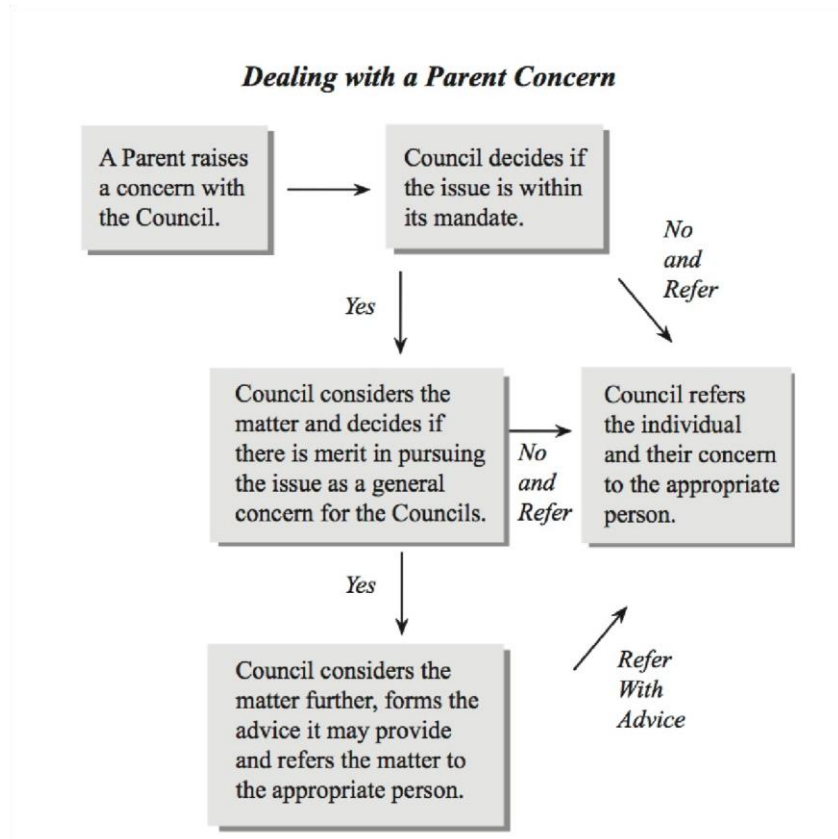 Dealing with a Parent Concern
A Parent raises
a concern with
the Council.
Council decides if
the issue is within
its mandate.
No
and
Refer
Yes
Council considers the
matter and decides if
there is merit in pursuing
the issue as a general
concern for the Councils.
No
and
Refer
Council refers
the individual
and their concern
to the appropriate
person.
Yes
Council considers the
matter further, forms the
advice it may provide
and refers the matter to
the appropriate person.
Refer
With
Advice